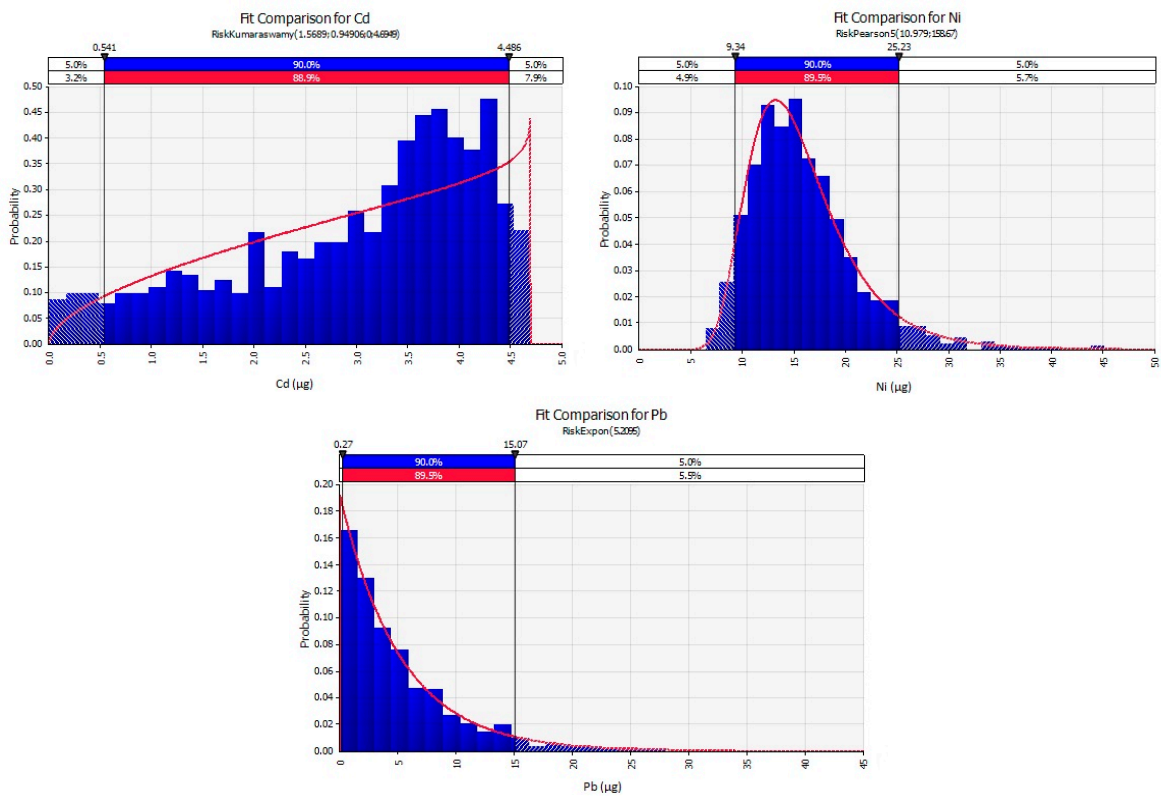 Fit Comparison for Cd
RiskKumaraswamy(1.5689;0.94906;0;4.6949)
0.541 4.486
5.0% 90.0% 5.0%
3.2% 88.9% 7.9%
0.50
0.45
0.40
0.35
0.30
0.25
0.20
0.15
0.10
0.05
0.00
Probability
0.0 0.5 1.0 1.5 2.0 2.5 3.0 3.5 4.0 4.5 5.0
Cd (µg)
Fit Comparison for Ni
RiskPearson5(10.979;158.67)
9.34 25.23
5.0% 90.0% 5.0%
4.9% 89.5% 5.7%
0.10
0.09
0.08
0.07
0.06
0.05
0.04
0.03
0.02
0.01
0.00
Probability
0 5 10 15 20 25 30 35 40 45 50
Ni (µg)
Fit Comparison for Pb
RiskExpon(5.2095)
0.27 15.07
90.0% 5.0%
89.5% 5.5%
0.20
0.18
0.16
0.14
0.12
0.10
0.08
0.06
0.04
0.02
0.00
Probability
0 5 10 15 20 25 30 35 40 45
Pb (µg)